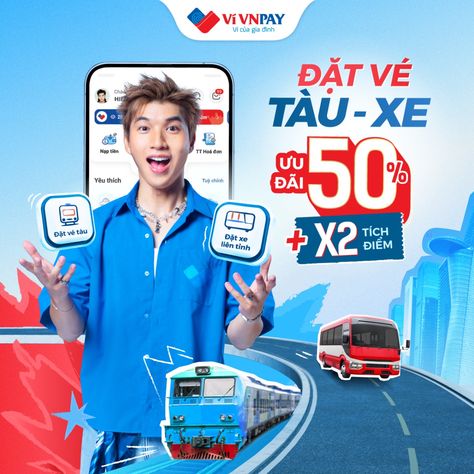 VÍ VNPAY
Ví của gia đình
ĐẶT VÉ
TÀU - XE
ƯU ĐÃI 50%
+ X2 TÍCH ĐIỂM
Nạp tiền
TT Hoá đơn
Yêu thích
Tuỳ chỉnh
Đặt vé tàu
Đặt xe
liên tỉnh